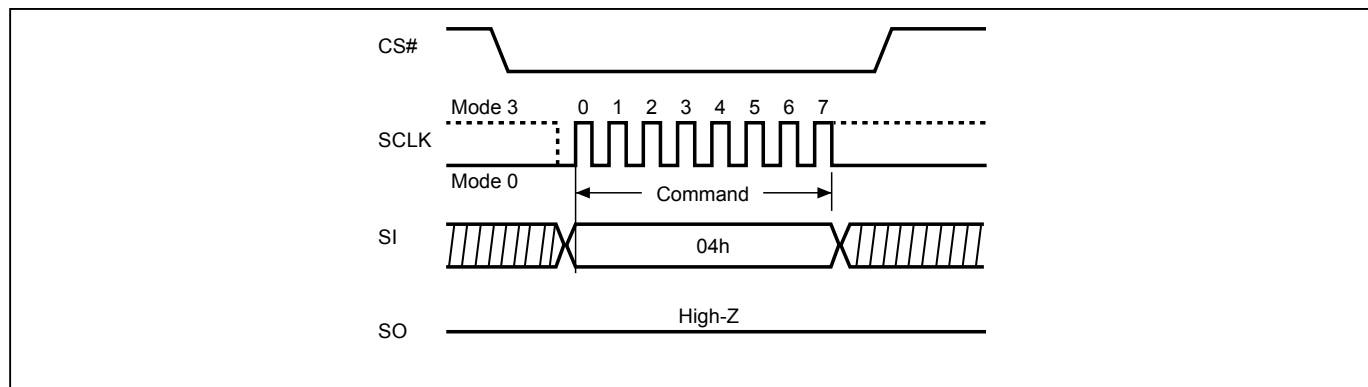 CS#
Mode 3 0 1 2 3 4 5 6 7
SCLK
Mode 0
Command
SI
04h
High-Z
SO